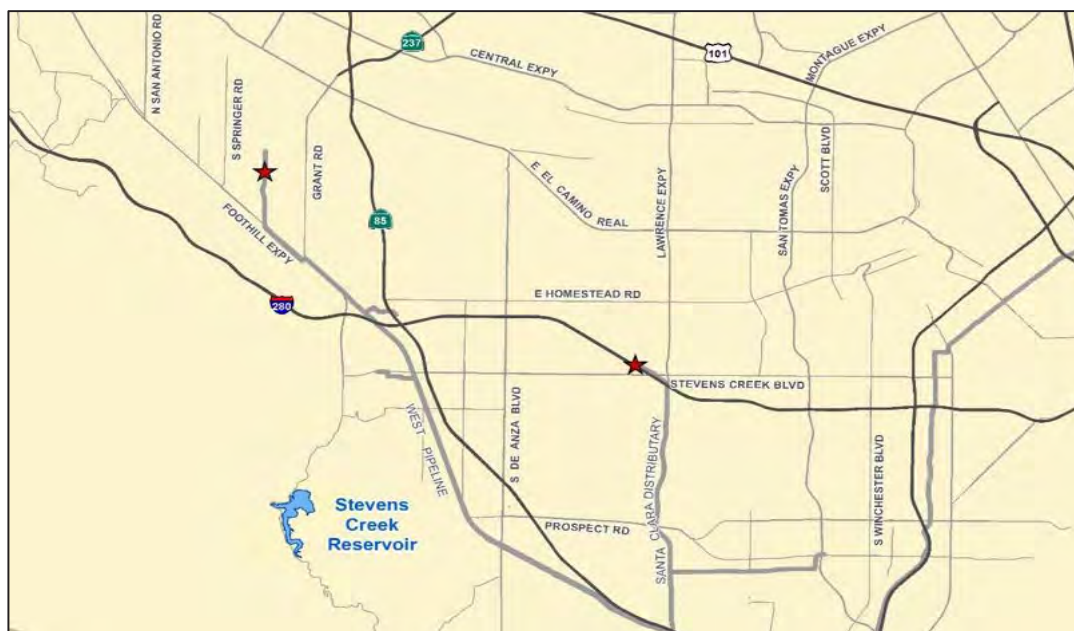 237
101
MONTAGUE EXPY
CENTRAL EXPY
N SAN ANTONIO RD
S SPRINGER RD
GRANT RD
SCOTT BLVD
E EL CAMINO REAL
LAWRENCE EXPY
SAN TOMAS EXPY
85
FOOTHILL EXPY
280
E HOMESTEAD RD
STEVENS CREEK BLVD
WEST PIPELINE
S DE ANZA BLVD
SANTA CLARA DISTRIBUTARY
S WINCHESTER BLVD
Stevens
Creek
Reservoir
PROSPECT RD